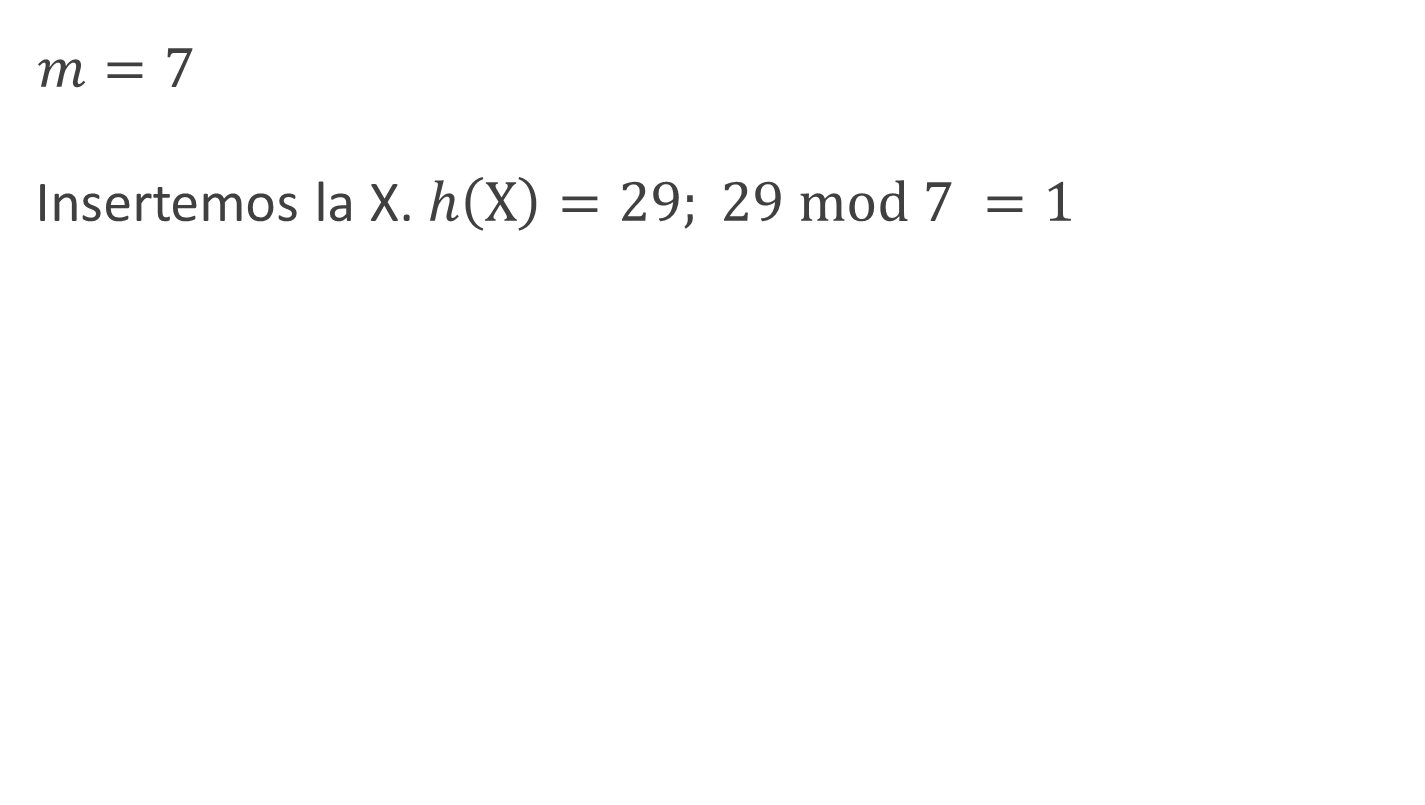 m = 7
Insertemos la X. h(X) = 29; 29 mod 7 = 1